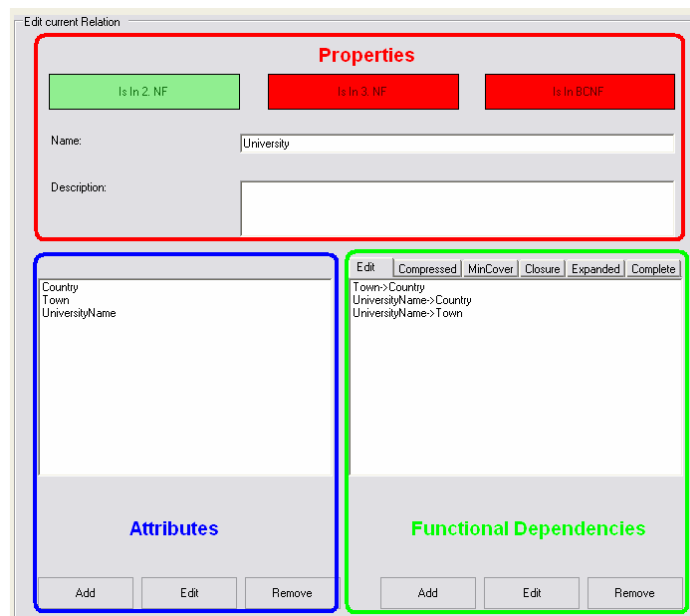 Edit current Relation
Properties
Is In 2. NF Is In 3. NF Is In BCNF
Name: University
Description:
Edit Compressed MinCover Closure Expanded Complete
Country
Town
UniversityName
Town->Country
UniversityName->Country
UniversityName->Town
Attributes
Functional Dependencies
Add Edit Remove
Add Edit Remove